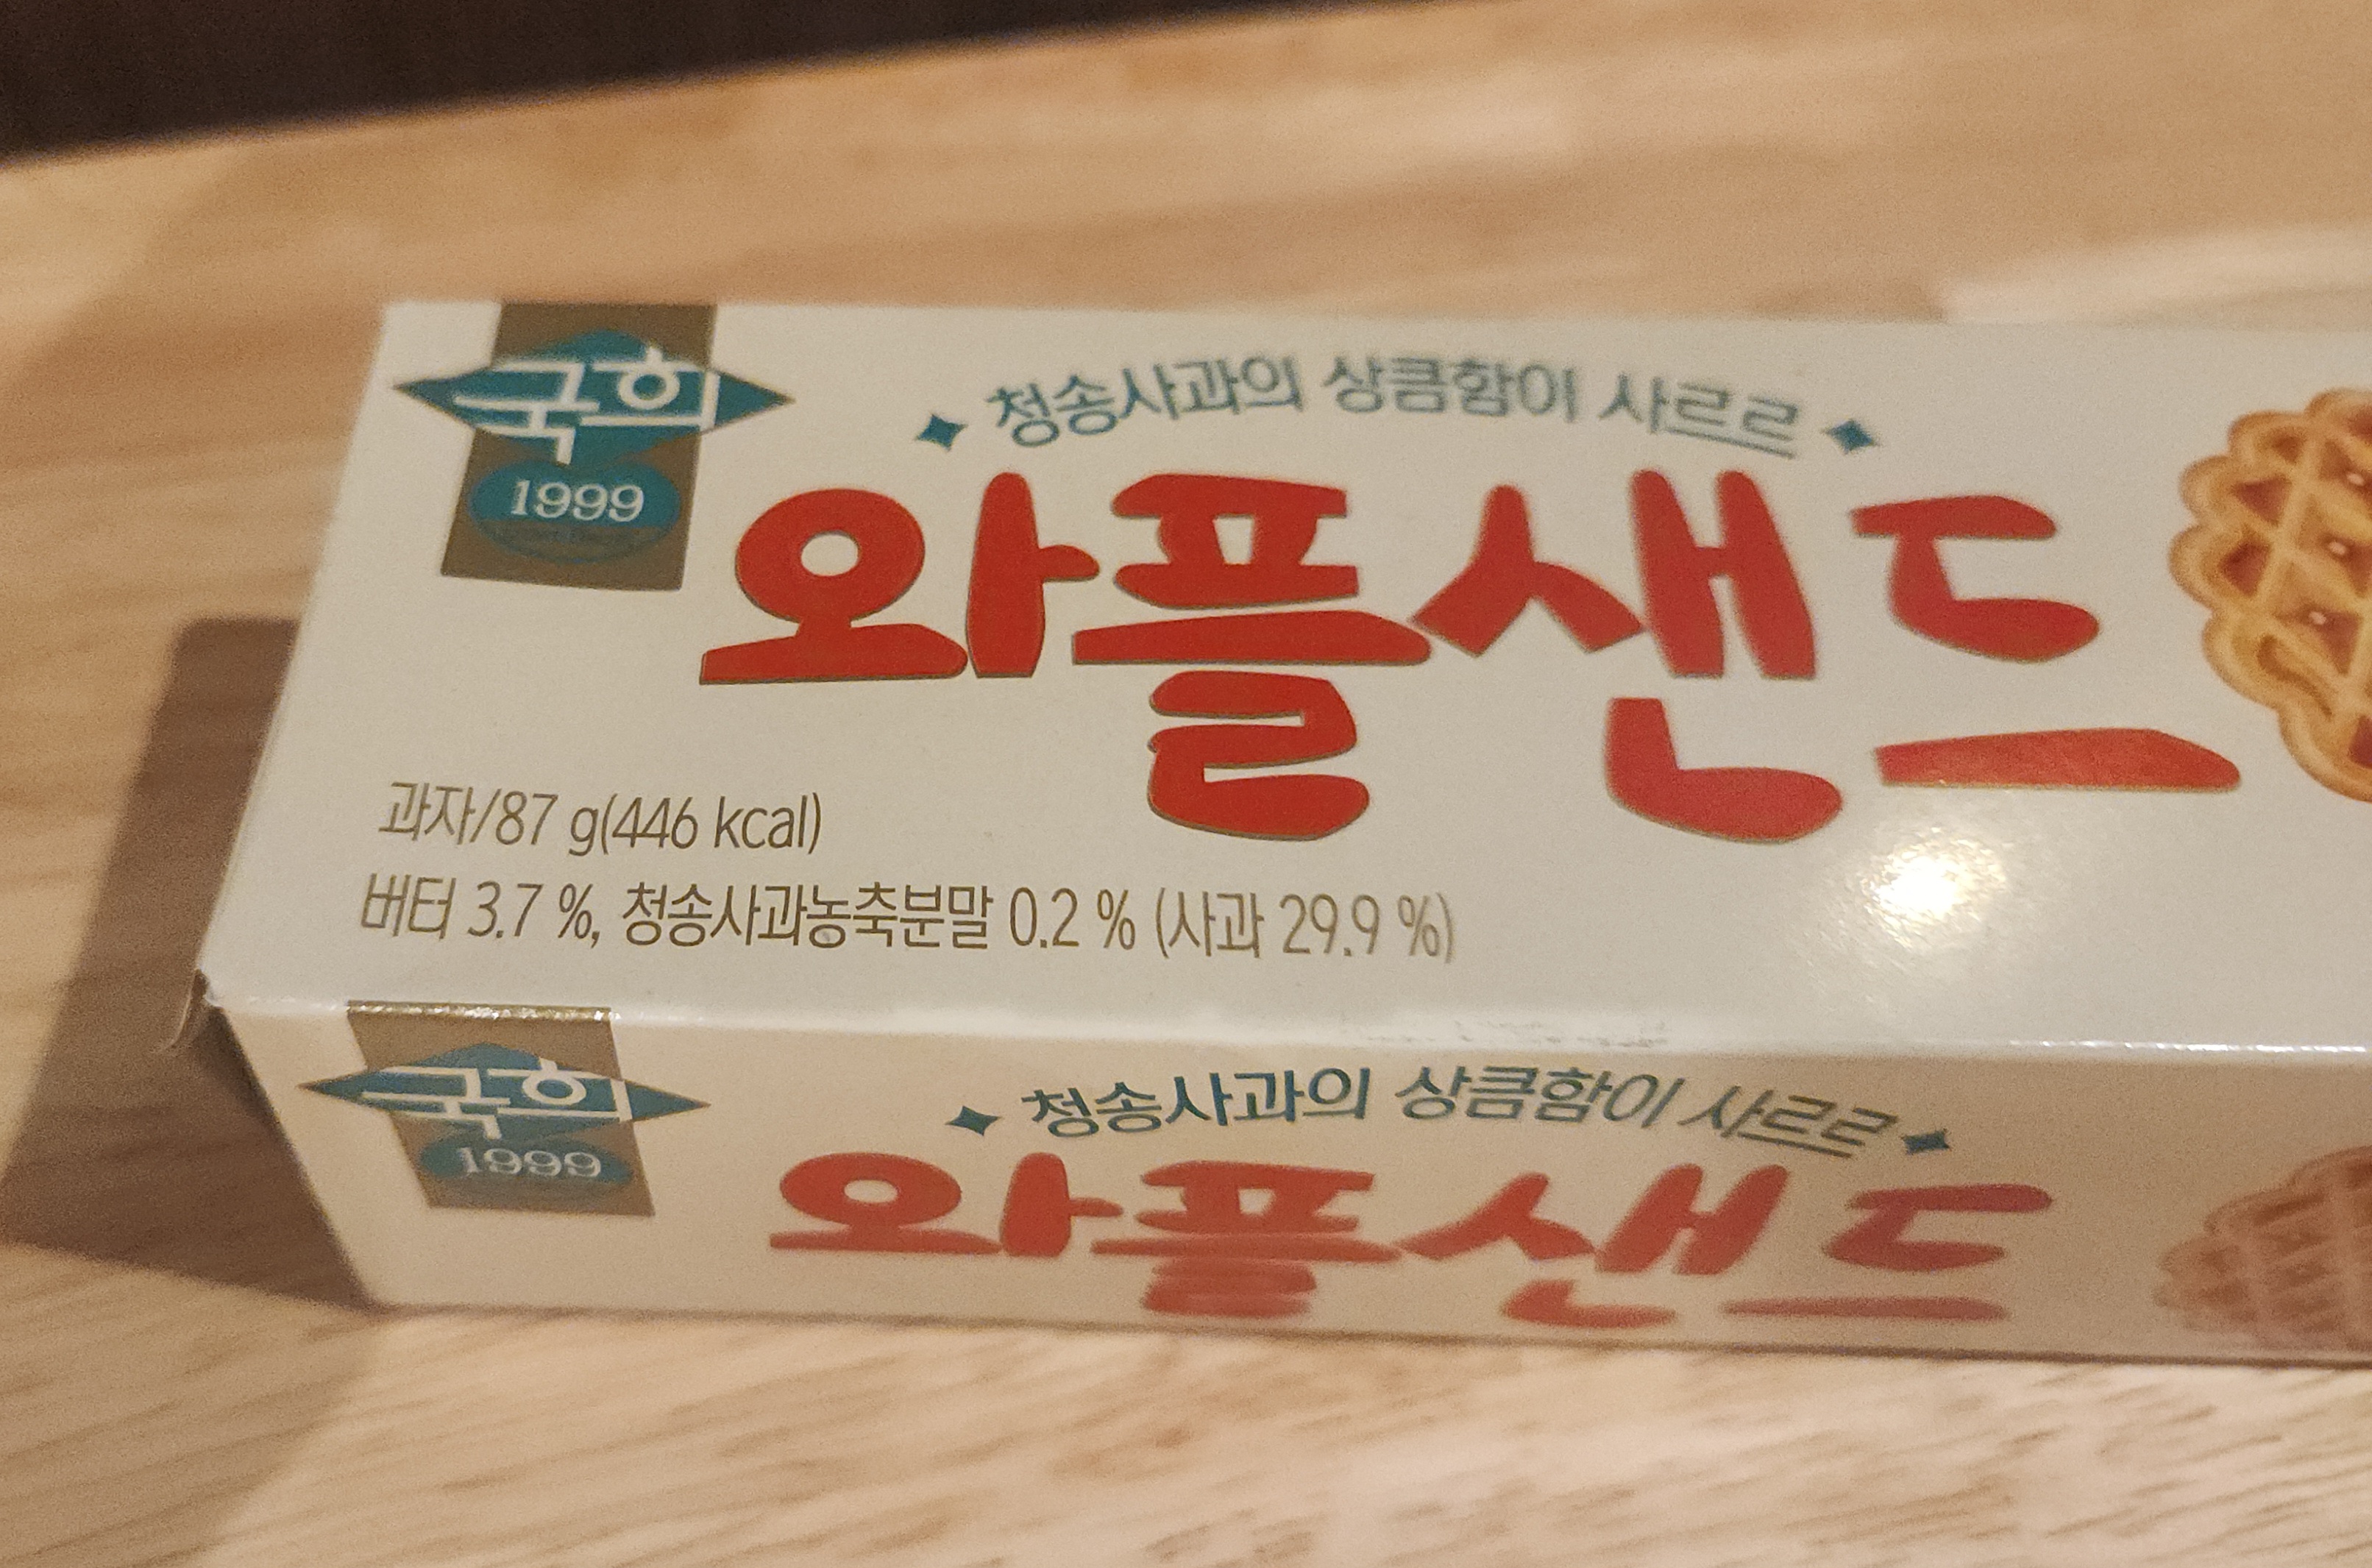 국희
1999
청송사과의 상큼함이 사르르
와플샌드
과자/87 g(446 kcal)
버터 3.7 %, 청송사과농축분말 0.2 % (사과 29.9 %)
국희
1999
청송사과의 상큼함이 사르르
와플샌드